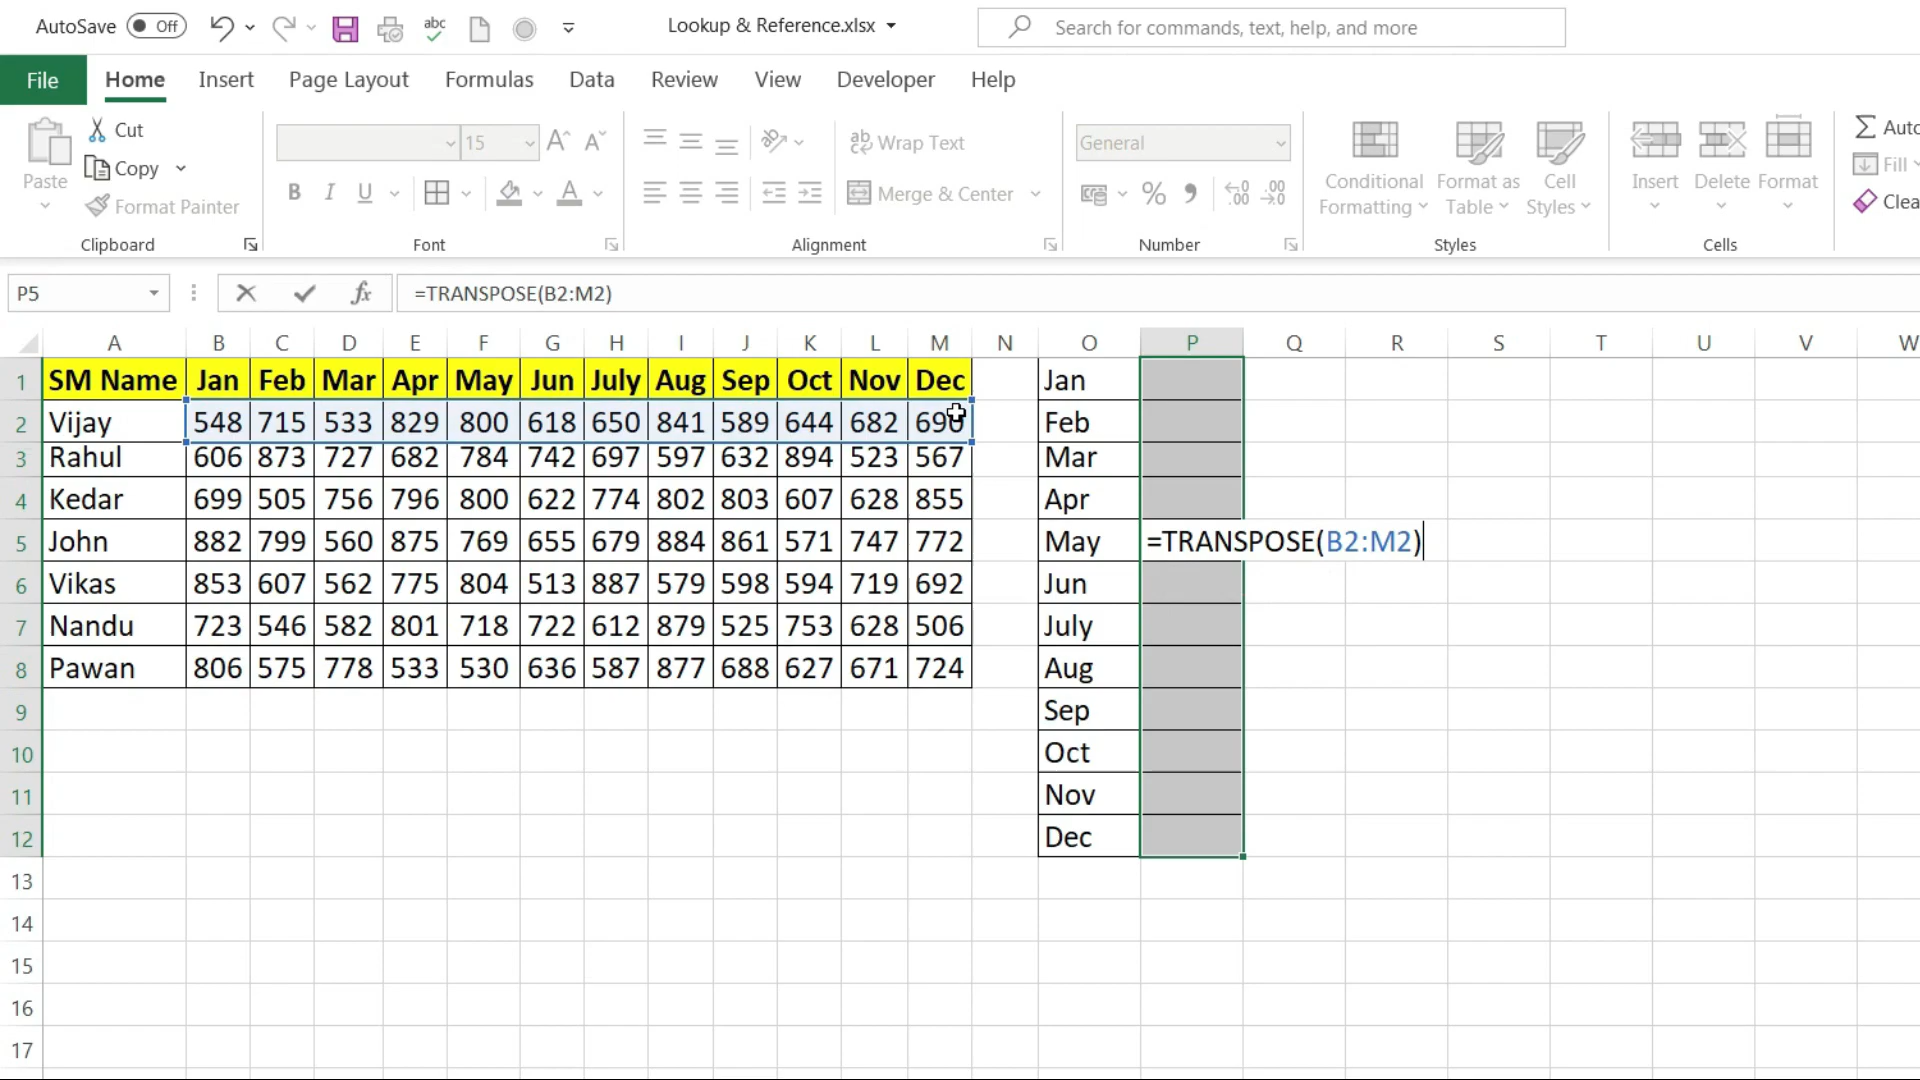 AutoSave Off abc Lookup & Reference.xlsx Search for commands, text, help, and more
File Home Insert Page Layout Formulas Data Review View Developer Help
Paste Cut Copy Format Painter
Clipboard
15 A A B I U A
Font
ab Wrap Text
Merge & Center
Alignment
General
% , .00 .00
Number
Conditional Formatting Format as Table Cell Styles
Styles
Insert Delete Format
Cells
Fill
P5 fx =TRANSPOSE(B2:M2)
A B C D E F G H I J K L M N O P Q R S T U V W
1 SM Name Jan Feb Mar Apr May Jun July Aug Sep Oct Nov Dec Jan
2 Vijay 548 715 533 829 800 618 650 841 589 644 682 Feb
3 Rahul 606 873 727 682 784 742 697 597 632 894 523 567 Mar
4 Kedar 699 505 756 796 800 622 774 802 803 607 628 855 Apr
5 John 882 799 560 875 769 655 679 884 861 571 747 772 May =TRANSPOSE(B2:M2)
6 Vikas 853 607 562 775 804 513 887 579 598 594 719 692 Jun
7 Nandu 723 546 582 801 718 722 612 879 525 753 628 506 July
8 Pawan 806 575 778 533 530 636 587 877 688 627 671 724 Aug
9 Sep
10 Oct
11 Nov
12 Dec
13
14
15
16
17